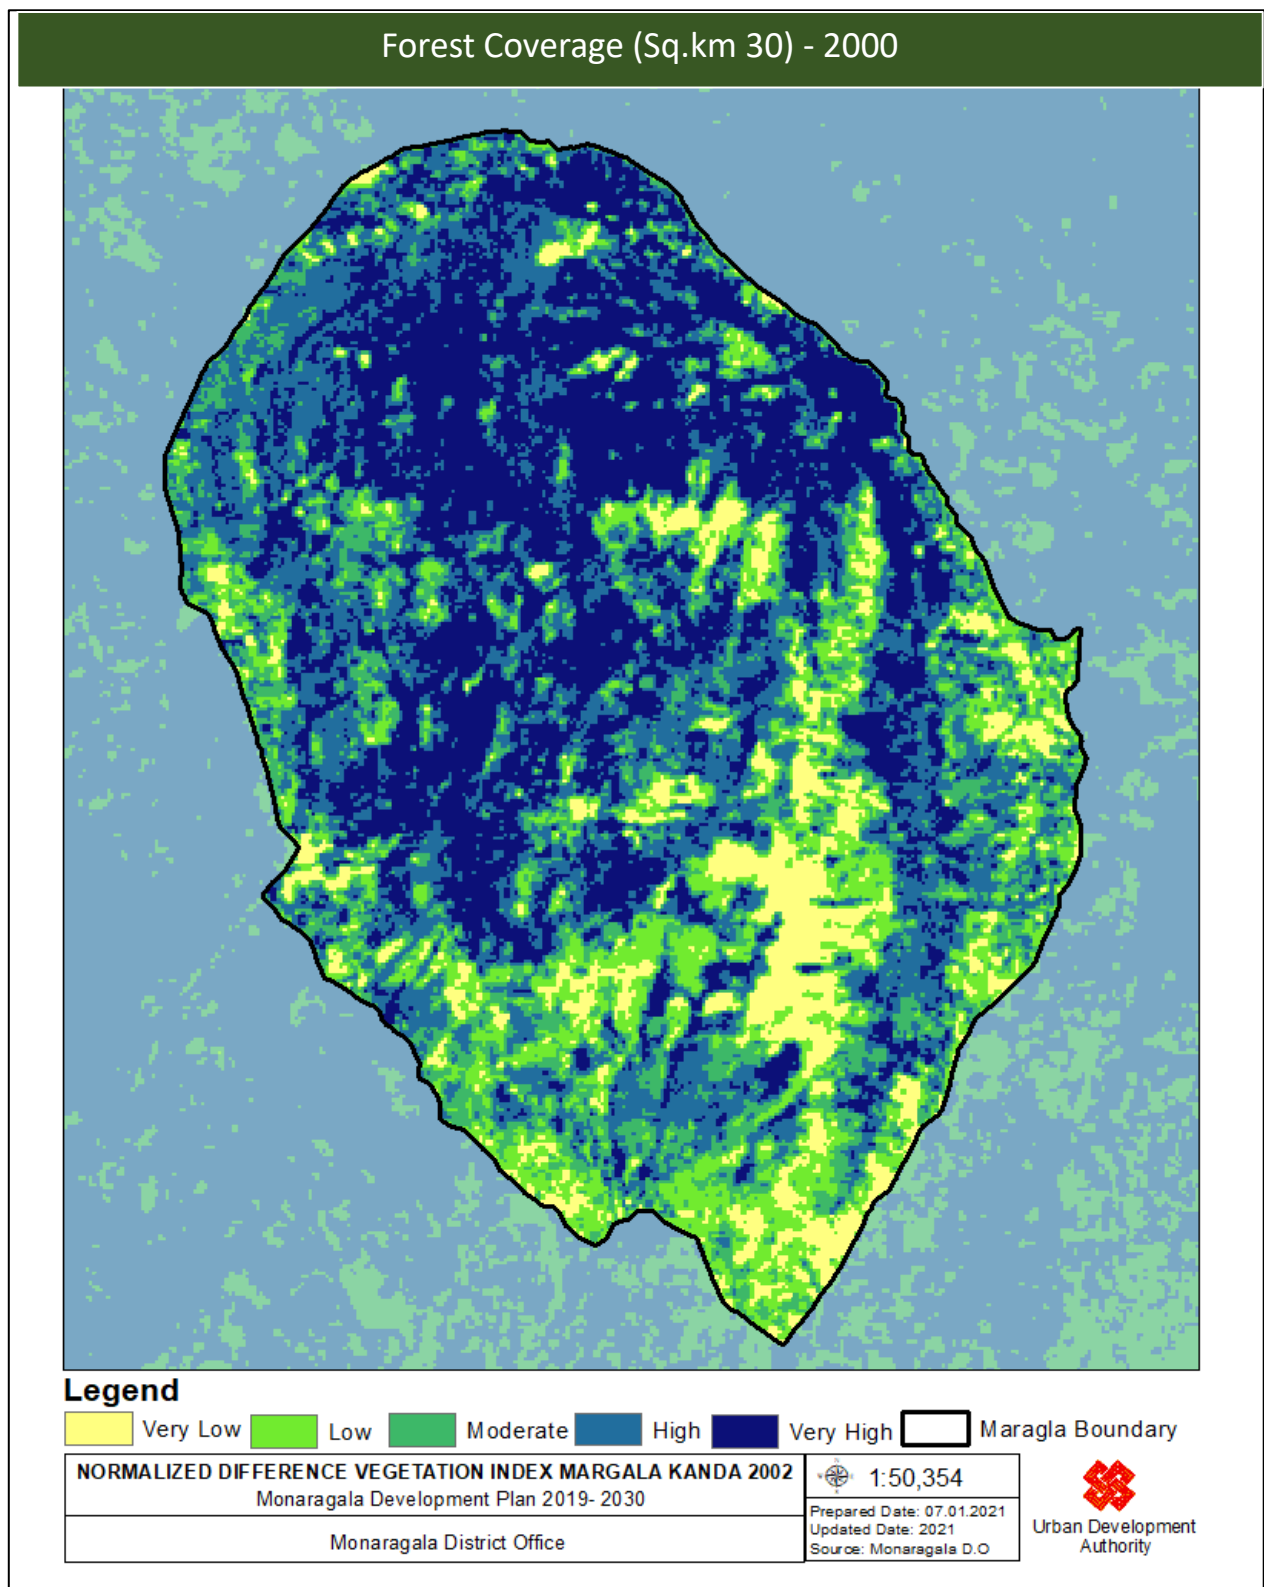 Forest Coverage (Sq.km 30) - 2000
Legend
Very Low Low Moderate High Very High Maragla Boundary
NORMALIZED DIFFERENCE VEGETATION INDEX MARGALA KANDA 2002
Monaragala Development Plan 2019- 2030
Monaragala District Office
1:50,354
Prepared Date: 07.01.2021
Updated Date: 2021
Source: Monaragala D.O
Urban Development
Authority